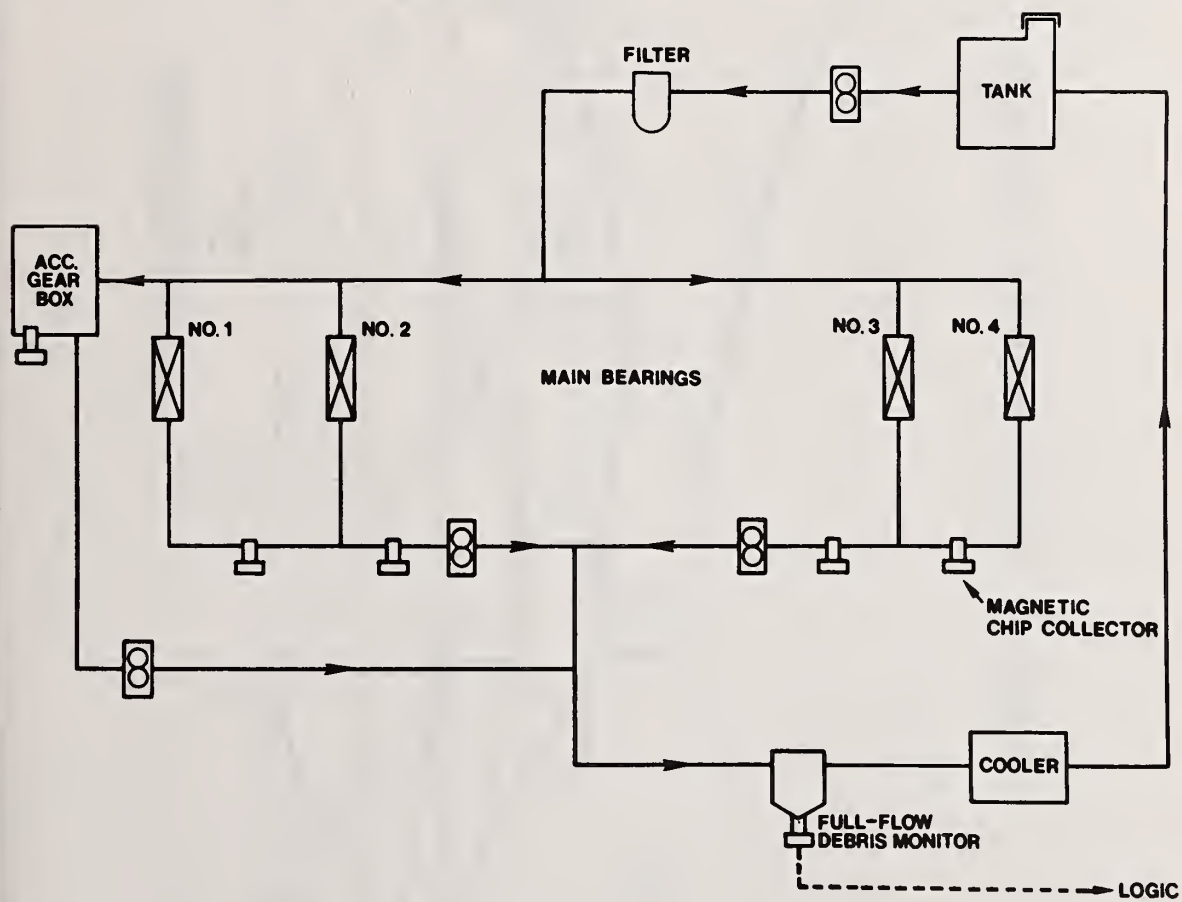 FILTER
TANK
ACC.
GEAR
BOX
NO. 1
NO. 2
NO. 3
NO. 4
MAIN BEARINGS
MAGNETIC
CHIP COLLECTOR
COOLER
FULL-FLOW
DEBRIS MONITOR
LOGIC